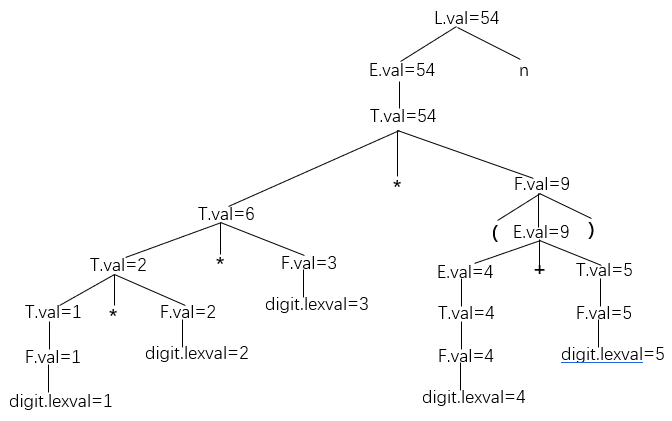 L.val=54
E.val=54 n
T.val=54
* F.val=9
T.val=6
( E.val=9 )
T.val=2 * F.val=3 E.val=4 + T.val=5
digit.lexval=3
T.val=1 * F.val=2 T.val=4 F.val=5
F.val=1 digit.lexval=2 F.val=4 digit.lexval=5
digit.lexval=1 digit.lexval=4